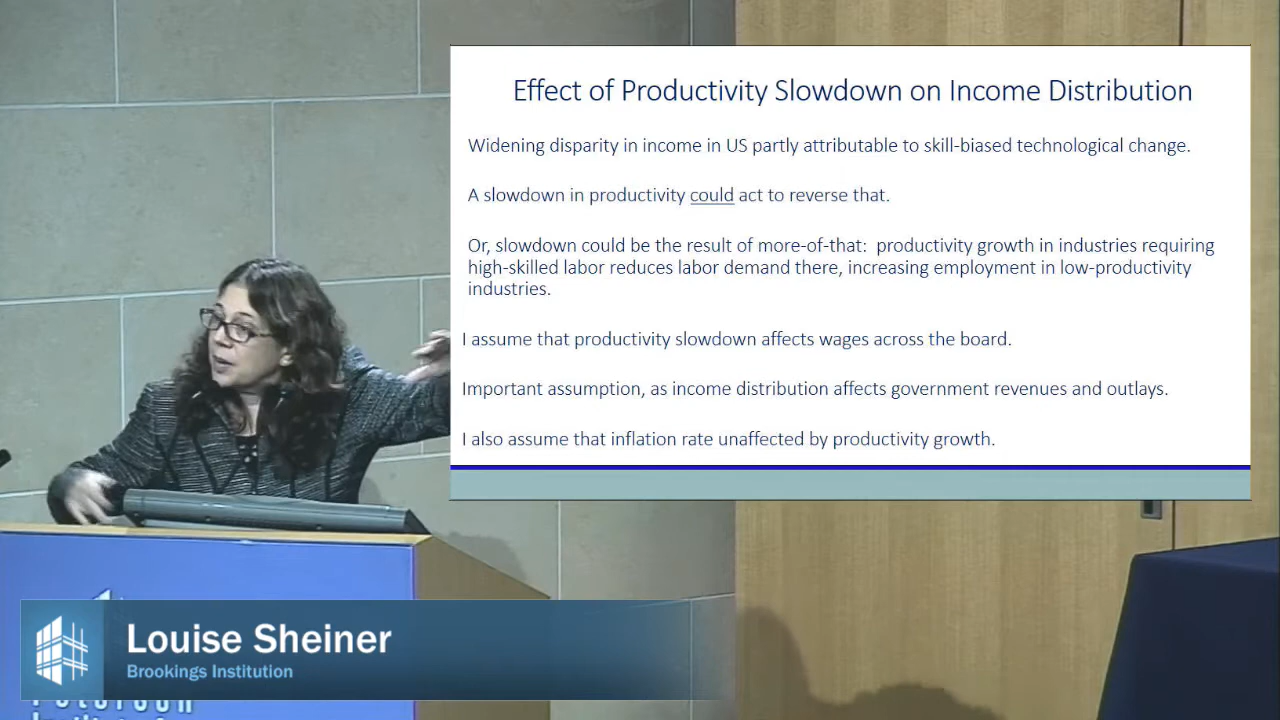 Effect of Productivity Slowdown on Income Distribution
Widening disparity in income in US partly attributable to skill-biased technological change.
A slowdown in productivity could act to reverse that.
Or, slowdown could be the result of more-of-that:  productivity growth in industries requiring
high-skilled labor reduces labor demand there, increasing employment in low-productivity
industries.
I assume that productivity slowdown affects wages across the board.
Important assumption, as income distribution affects government revenues and outlays.
I also assume that inflation rate unaffected by productivity growth.
Louise Sheiner
Brookings Institution